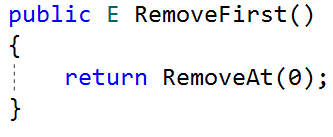 public E RemoveFirst()
{
    return RemoveAt(0);
}